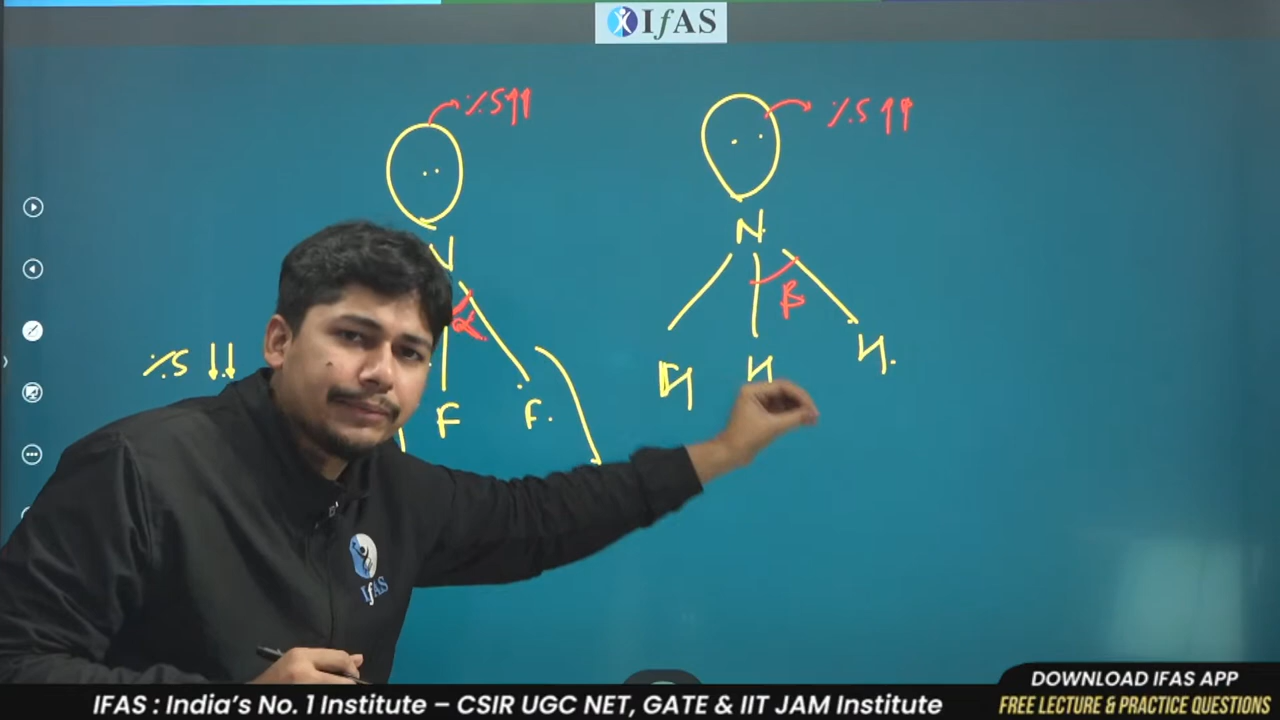 IfAS
%S↑↑
%S↑↑
N
N
α
β
%S ↓↓
F
F.
H
H
H.
IfAS
DOWNLOAD IFAS APP
IFAS : India's No. 1 Institute – CSIR UGC NET, GATE & IIT JAM Institute
FREE LECTURE & PRACTICE QUESTIONS